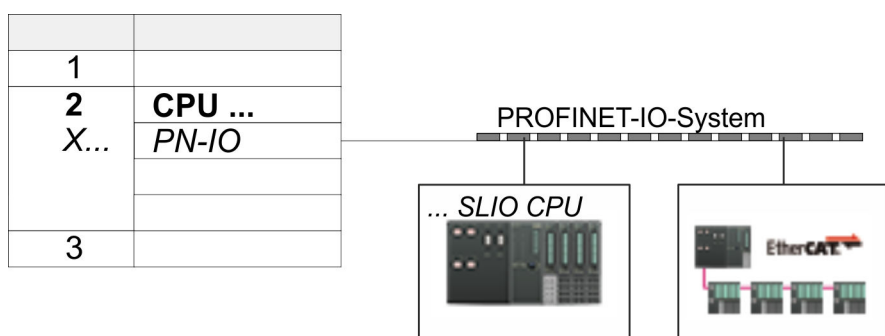 1
2 CPU ...
X... PN-IO
3
PROFINET-IO-System
... SLIO CPU
EtherCAT